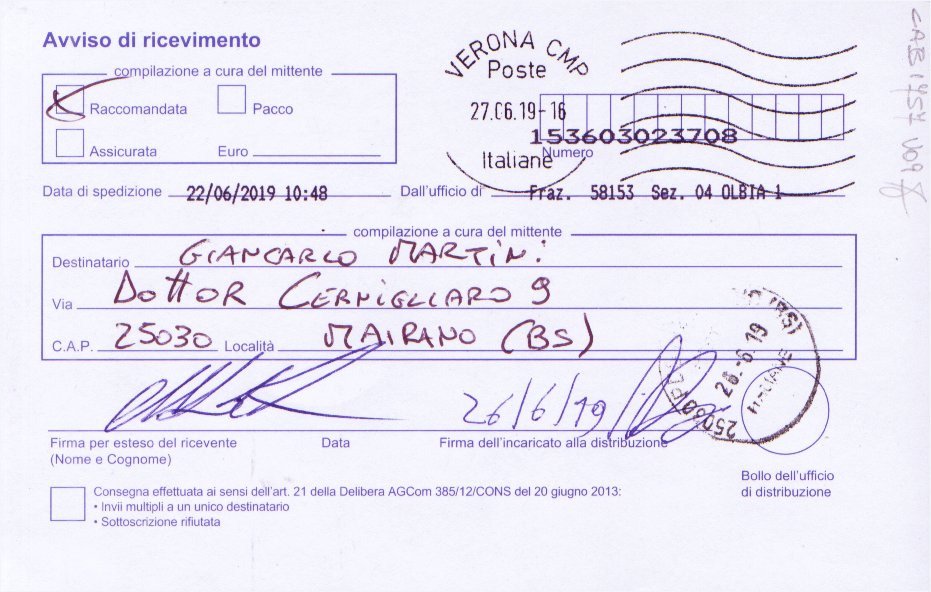 Avviso di ricevimento
compilazione a cura del mittente
Raccomandata
Pacco
Assicurata
Euro
VERONA CMP
Poste
27.06.19-16
Italiane
153603023708
Numero
Data di spedizione 22/06/2019 10:48 Dall'ufficio di Fraz. 58153 Sez. 04 OLBIA 1
compilazione a cura del mittente
Destinatario GIANCARLO MARTINI
Via DOTTOR CERNIGLIARO 9
C.A.P. 25030 Località MAIRANO (BS)
26/6/19
25030
(BS)
26.-6.19
Firma per esteso del ricevente
(Nome e Cognome)
Data
Firma dell'incaricato alla distribuzione
Bollo dell'ufficio
di distribuzione
Consegna effettuata ai sensi dell'art. 21 della Delibera AGCom 385/12/CONS del 20 giugno 2013:
• Invii multipli a un unico destinatario
• Sottoscrizione rifiutata